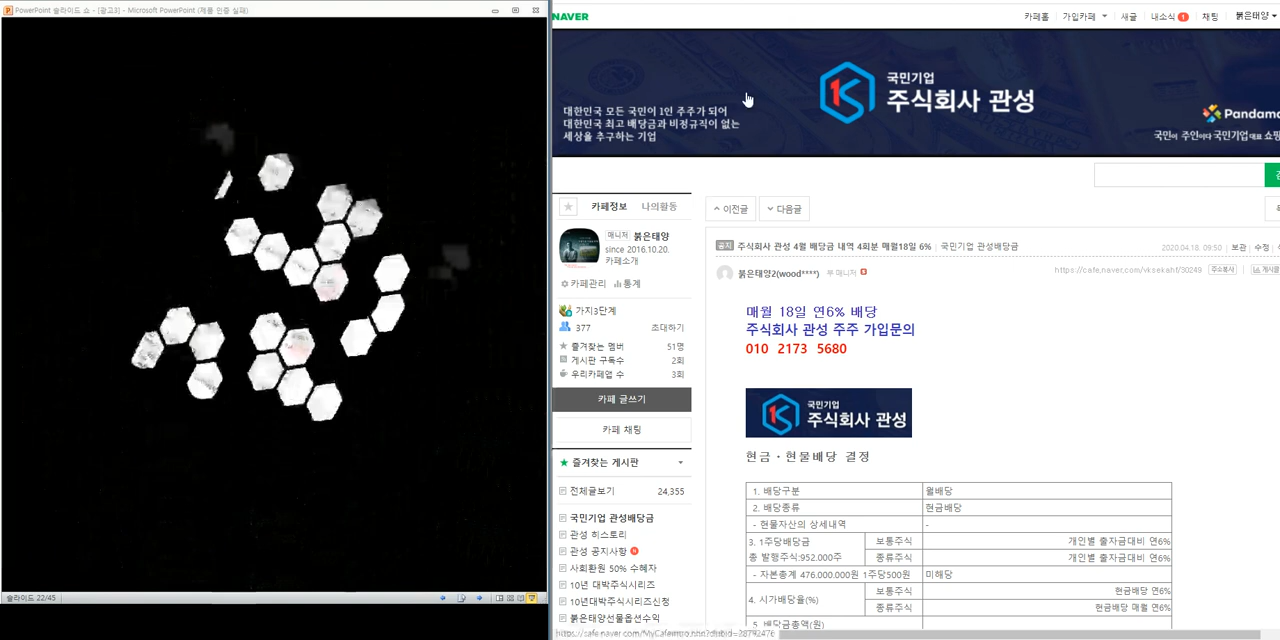 PowerPoint 슬라이드 쇼 - [광고3] - Microsoft PowerPoint (제품 인증 실패)
슬라이드 22/45
NAVER
카페홈 가입카페 새글 내소식 1 채팅 붉은태양
대한민국 모든 국민이 1인 주주가 되어
대한민국 최고 배당금과 비정규직이 없는
세상을 추구하는 기업
국민기업
주식회사 관성
국민이 주인이다 국민기업대표 쇼핑
카페정보 나의활동
매니저 붉은태양
since 2016.10.20.
카페소개
카페관리 통계
가지3단계
377 초대하기
즐겨찾는 멤버 51명
게시판 구독수 2회
우리카페앱 수 3회
카페 글쓰기
카페 채팅
즐겨찾는 게시판
전체글보기 24,355
국민기업 관성배당금
관성 히스토리
관성 공지사항
사회환원 50% 수혜자
10년 대박주식시리즈
10년대박주식시리즈신청
붉은태양선물옵션수익
이전글 다음글
공지 주식회사 관성 4월 배당금 내역 4회분 매월18일 6% 국민기업 관성배당금
2020.04.18. 09:50 보관 수정
붉은태양2(wood****) 부매니저
https://cafe.naver.com/vksekahf/30249 주소복사
매월 18일 연6% 배당
주식회사 관성 주주 가입문의
010 2173 5680
국민기업
주식회사 관성
현금·현물배당 결정
1. 배당구분 월배당
2. 배당종류 현금배당
- 현물자산의 상세내역 -
3. 1주당배당금 보통주식 개인별 출자금대비 연6%
총 발행주식:952.000주 종류주식 개인별 출자금대비 연6%
- 자본총계 476.000.000원 1주당500원 미해당
4. 시가배당율(%) 보통주식 현금배당 연6%
종류주식 현금배당 매월 연6%
5. 배당금총액(원)